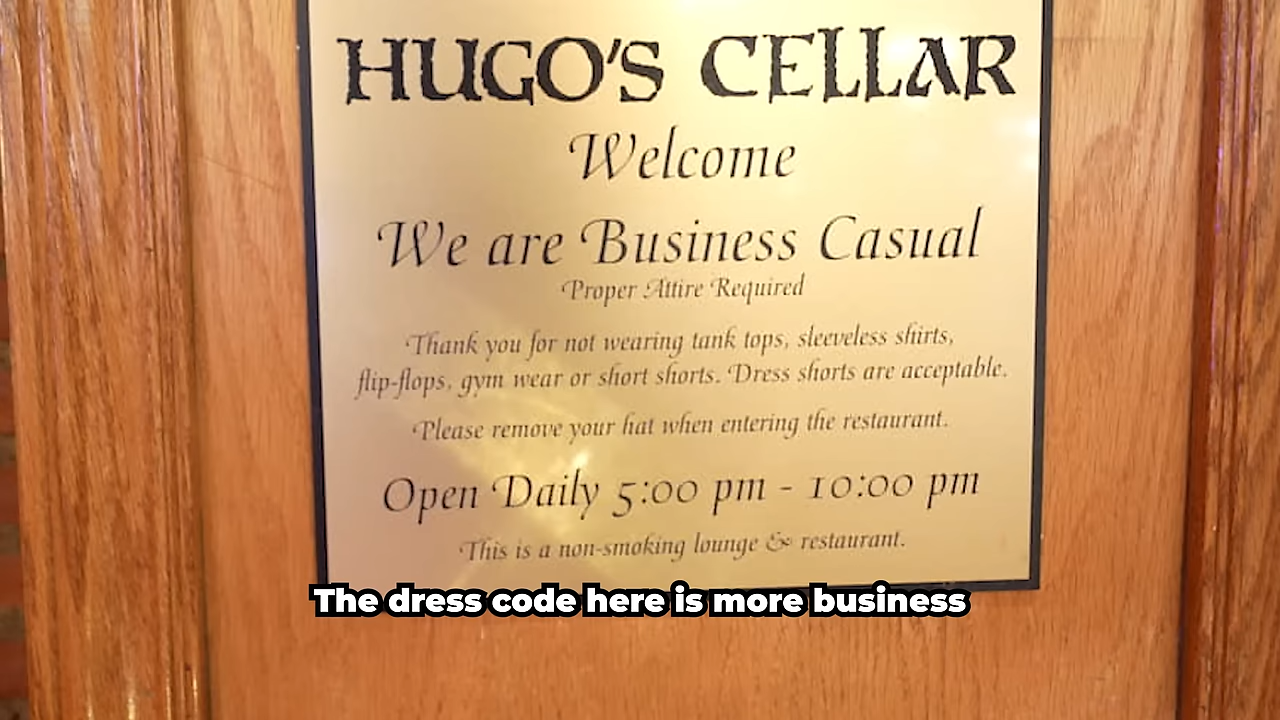 HUGO'S CELLAR
Welcome
We are Business Casual
Proper Attire Required
Thank you for not wearing tank tops, sleeveless shirts,
flip-flops, gym wear or short shorts. Dress shorts are acceptable.
Please remove your hat when entering the restaurant.
Open Daily 5:00 pm - 10:00 pm
This is a non-smoking lounge & restaurant.
The dress code here is more business